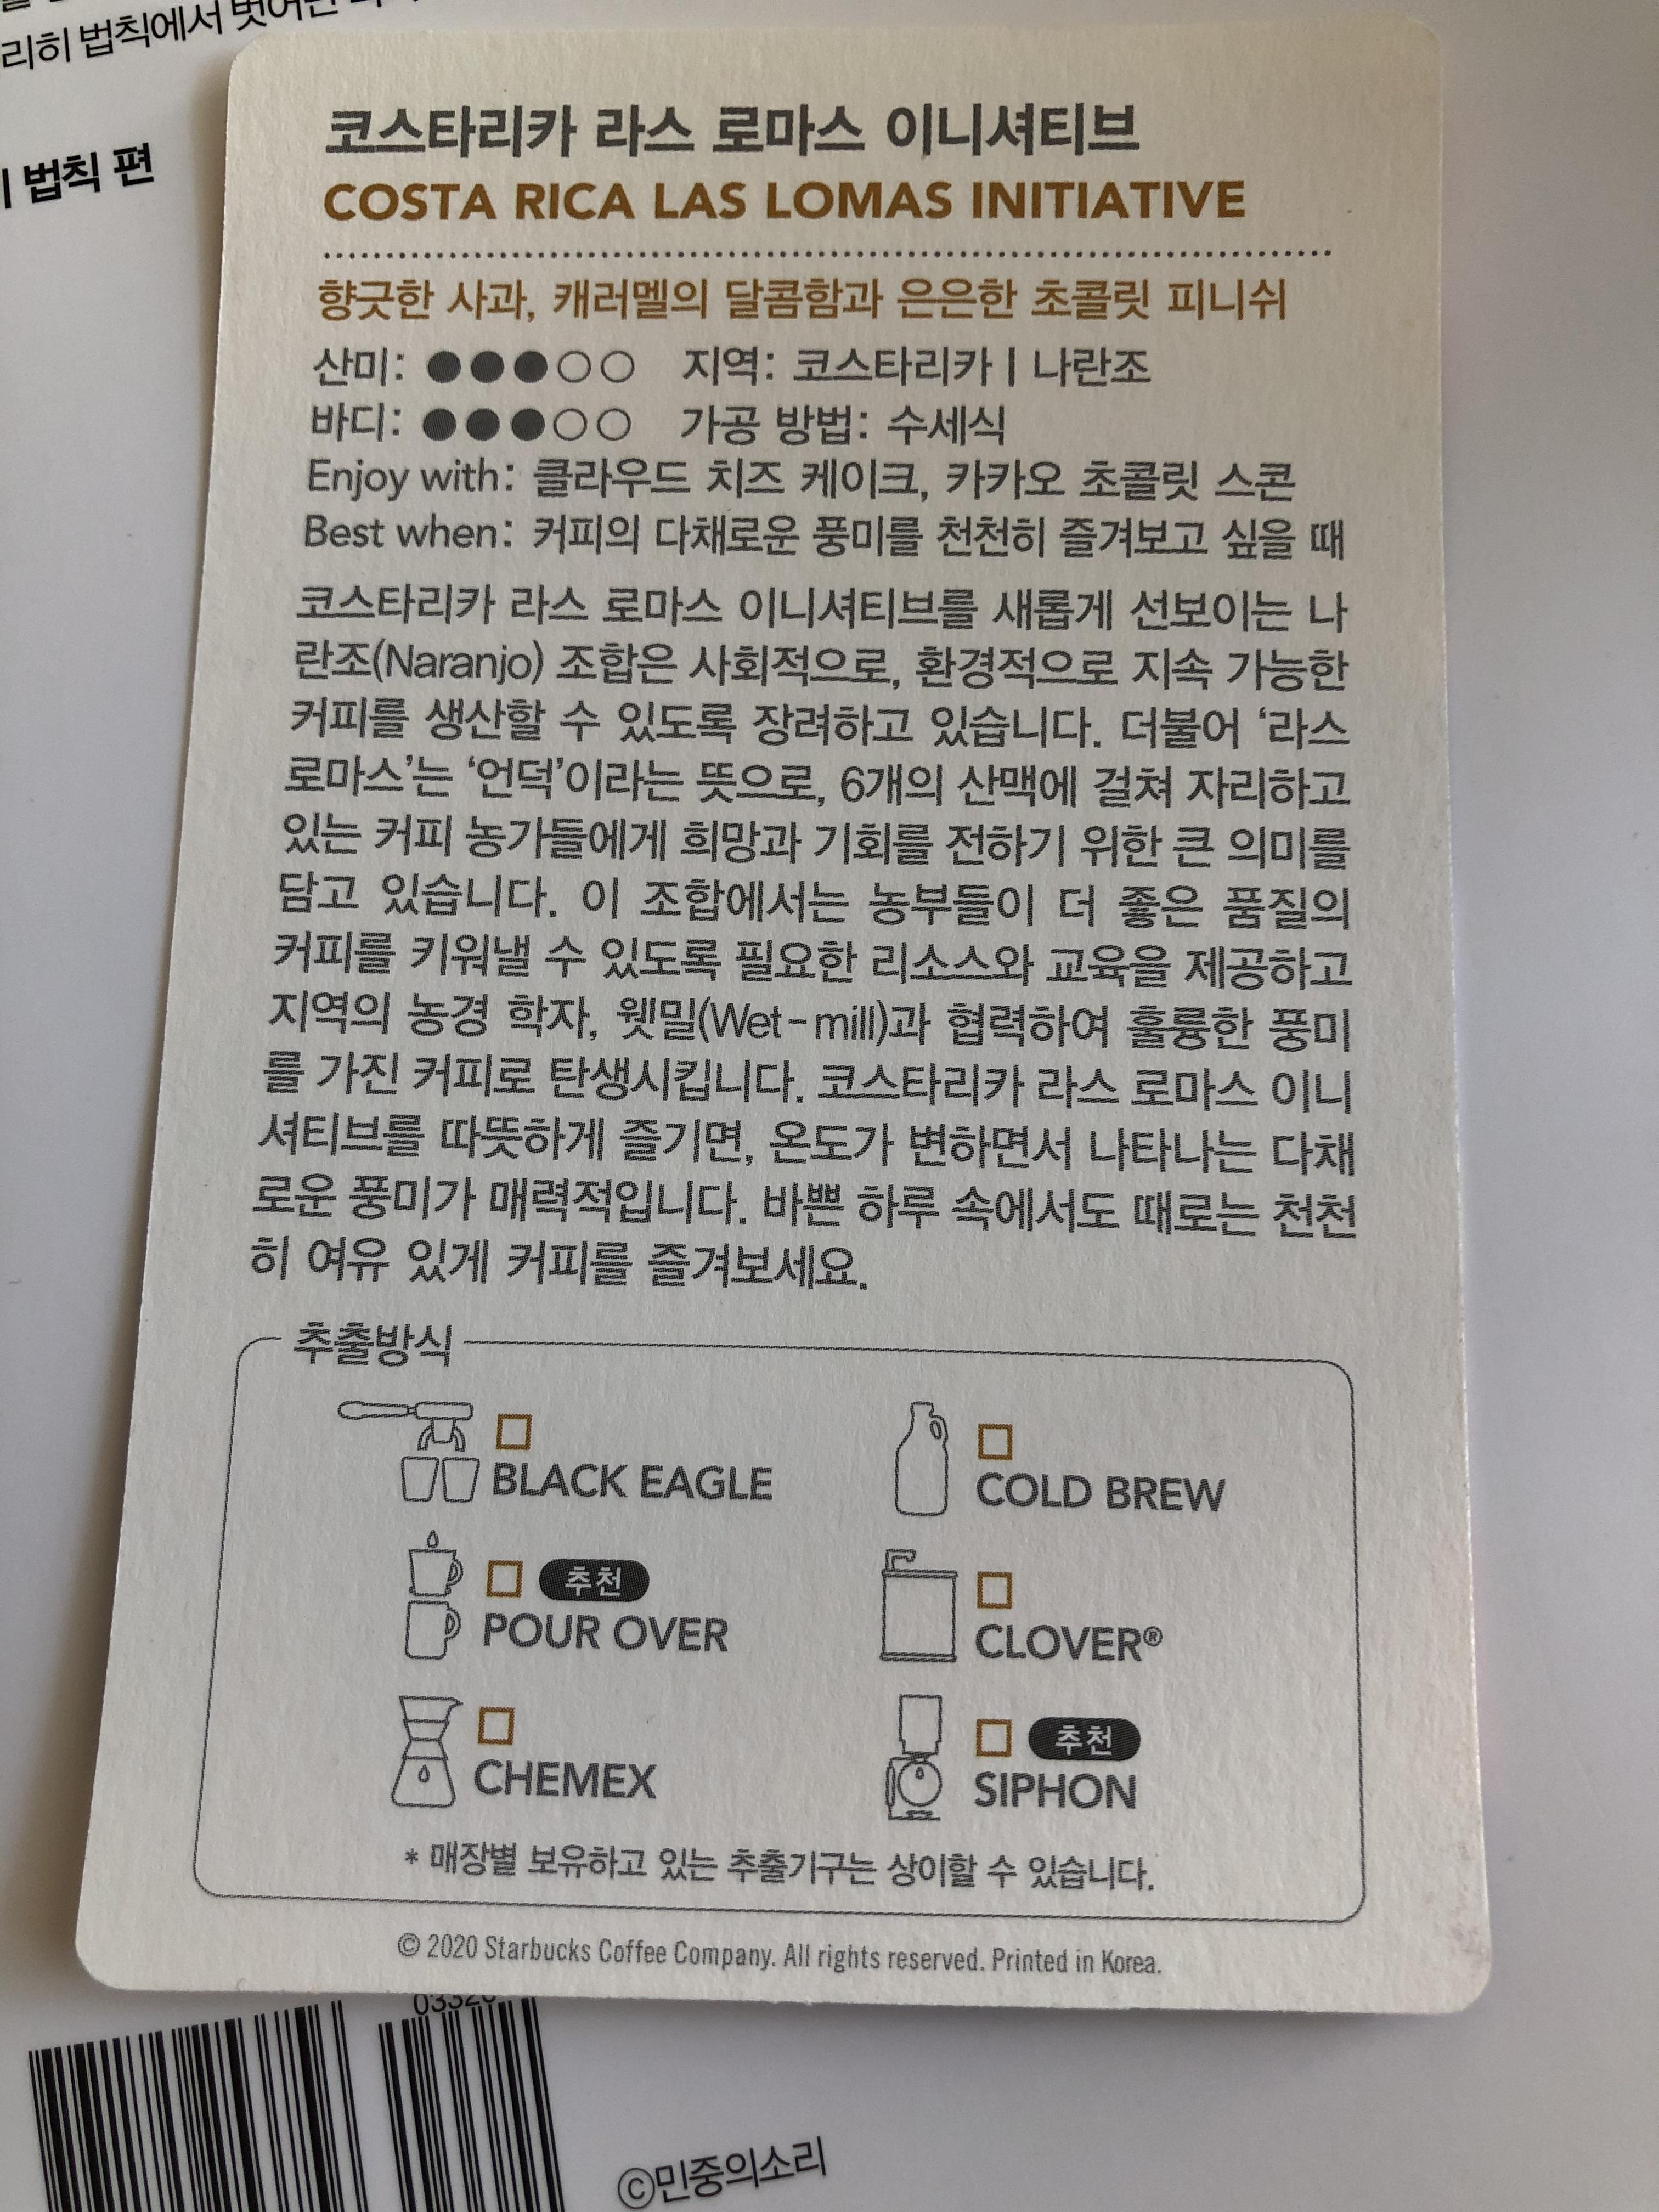 리히 법칙에서 벗어난
법칙 편
코스타리카 라스 로마스 이니셔티브
COSTA RICA LAS LOMAS INITIATIVE
향긋한 사과, 캐러멜의 달콤함과 은은한 초콜릿 피니쉬
산미: ●●●○○ 지역: 코스타리카 | 나란조
바디: ●●●○○ 가공 방법: 수세식
Enjoy with: 클라우드 치즈 케이크, 카카오 초콜릿 스콘
Best when: 커피의 다채로운 풍미를 천천히 즐겨보고 싶을 때
코스타리카 라스 로마스 이니셔티브를 새롭게 선보이는 나
란조(Naranjo) 조합은 사회적으로, 환경적으로 지속 가능한
커피를 생산할 수 있도록 장려하고 있습니다. 더불어 ‘라스
로마스’는 ‘언덕’이라는 뜻으로, 6개의 산맥에 걸쳐 자리하고
있는 커피 농가들에게 희망과 기회를 전하기 위한 큰 의미를
담고 있습니다. 이 조합에서는 농부들이 더 좋은 품질의
커피를 키워낼 수 있도록 필요한 리소스와 교육을 제공하고
지역의 농경 학자, 웻밀(Wet-mill)과 협력하여 훌륭한 풍미
를 가진 커피로 탄생시킵니다. 코스타리카 라스 로마스 이니
셔티브를 따뜻하게 즐기면, 온도가 변하면서 나타나는 다채
로운 풍미가 매력적입니다. 바쁜 하루 속에서도 때로는 천천
히 여유 있게 커피를 즐겨보세요.
추출방식
BLACK EAGLE
COLD BREW
추천
POUR OVER
CLOVER®
CHEMEX
추천
SIPHON
* 매장별 보유하고 있는 추출기구는 상이할 수 있습니다.
© 2020 Starbucks Coffee Company. All rights reserved. Printed in Korea.
©민중의소리